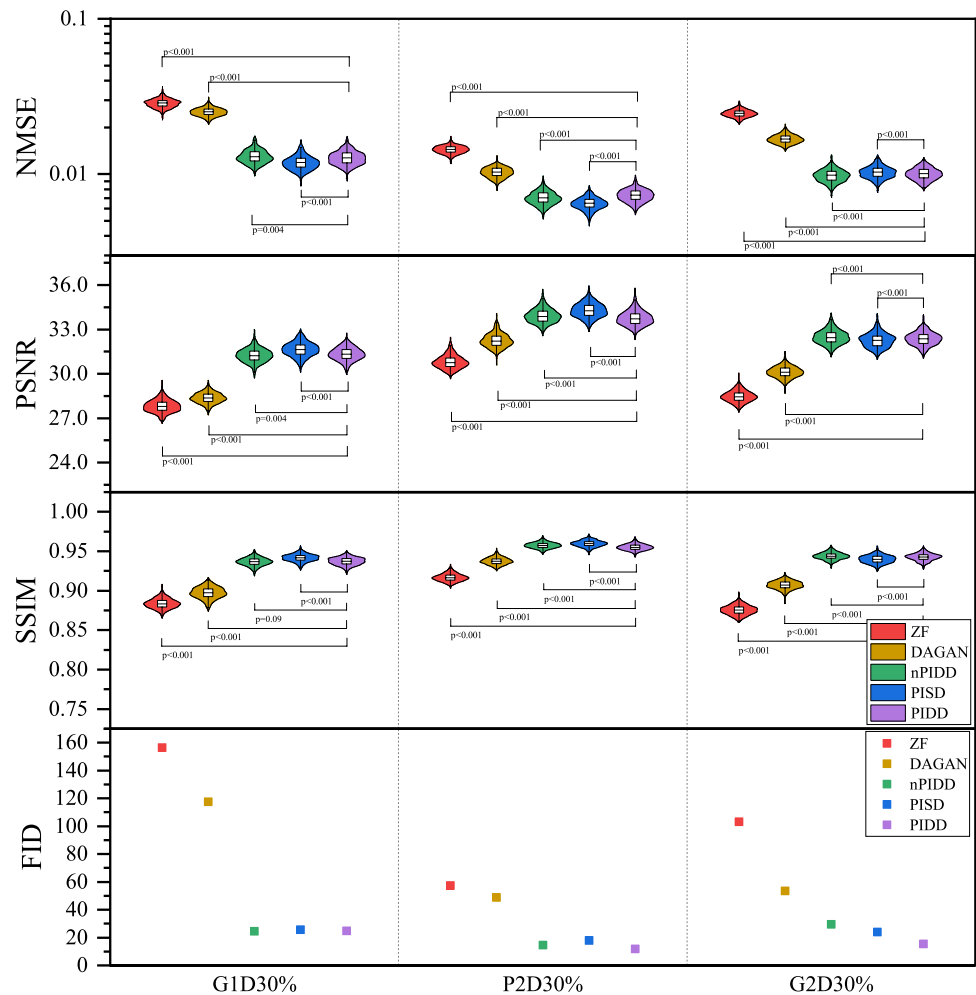 0.1
0.01
NMSE
p<0.001
p<0.001
p<0.001
p=0.004
p<0.001
p<0.001
p<0.001
p<0.001
p<0.001
p<0.001
p<0.001
p<0.001
36.0
33.0
30.0
27.0
24.0
PSNR
p<0.001
p=0.004
p<0.001
p<0.001
p<0.001
p<0.001
p<0.001
p<0.001
p<0.001
p<0.001
p<0.001
p<0.001
1.00
0.95
0.90
0.85
0.80
0.75
SSIM
p<0.001
p=0.09
p<0.001
p<0.001
p<0.001
p<0.001
p<0.001
p<0.001
p<0.001
p<0.001
p<0.001
p<0.001
ZF
DAGAN
nPIDD
PISD
PIDD
160
140
120
100
80
60
40
20
0
FID
ZF
DAGAN
nPIDD
PISD
PIDD
G1D30%
P2D30%
G2D30%